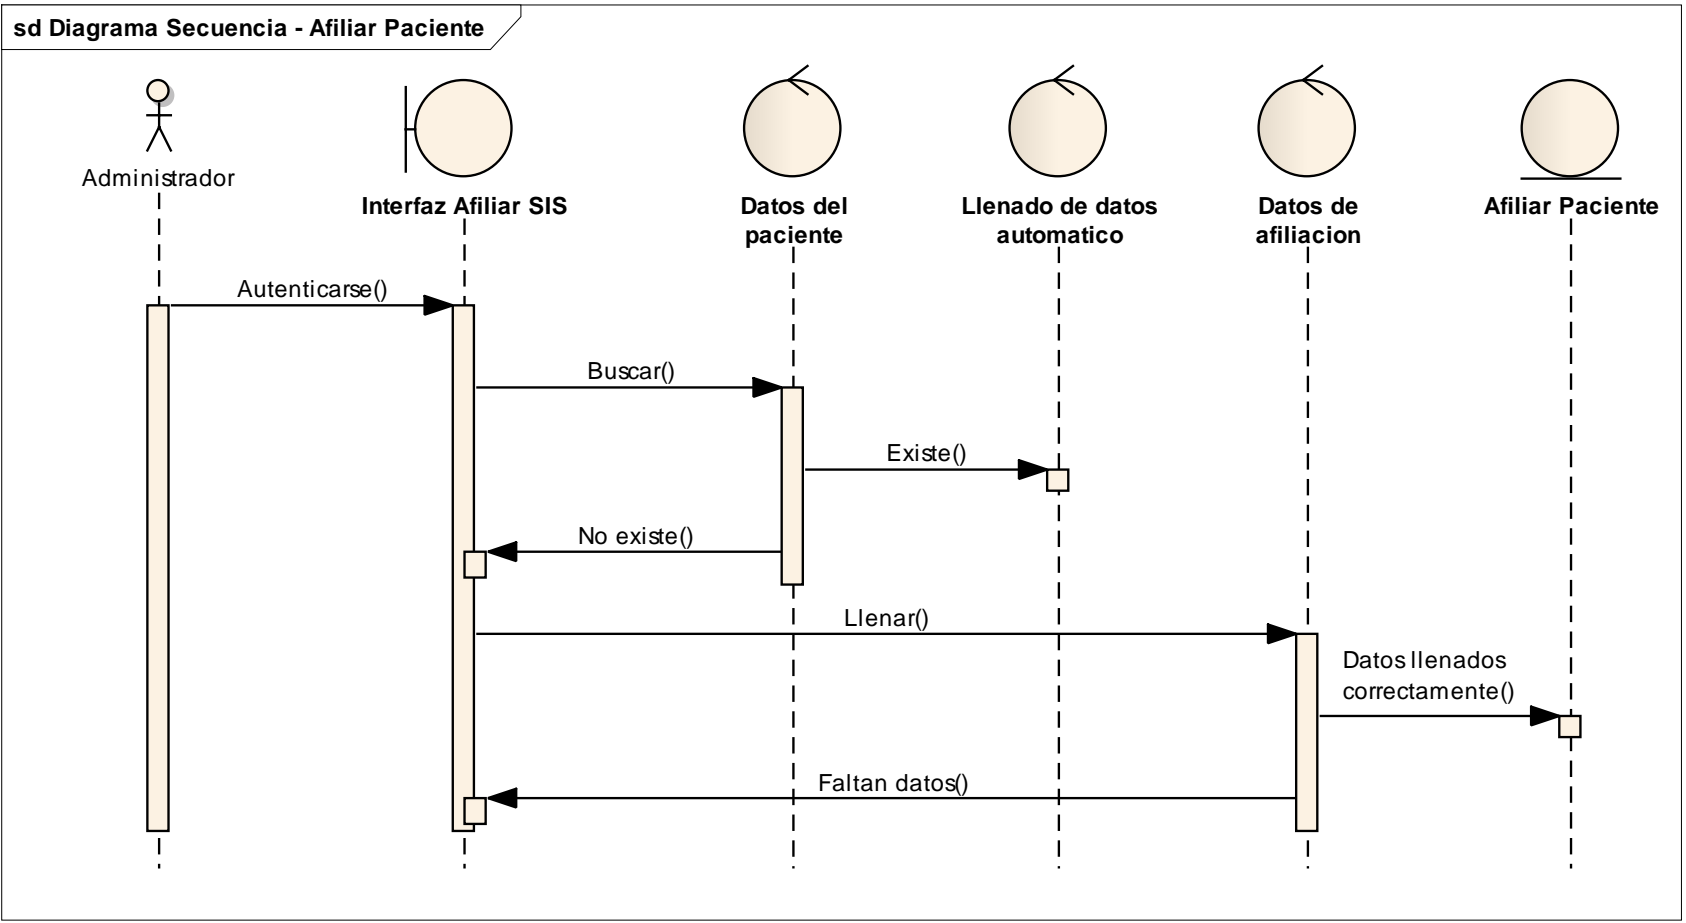 sd Diagrama Secuencia - Afiliar Paciente
Administrador
Interfaz Afiliar SIS
Datos del
paciente
Llenado de datos
automatico
Datos de
afiliacion
Afiliar Paciente
Autenticarse()
Buscar()
Existe()
No existe()
Llenar()
Datos llenados
correctamente()
Faltan datos()